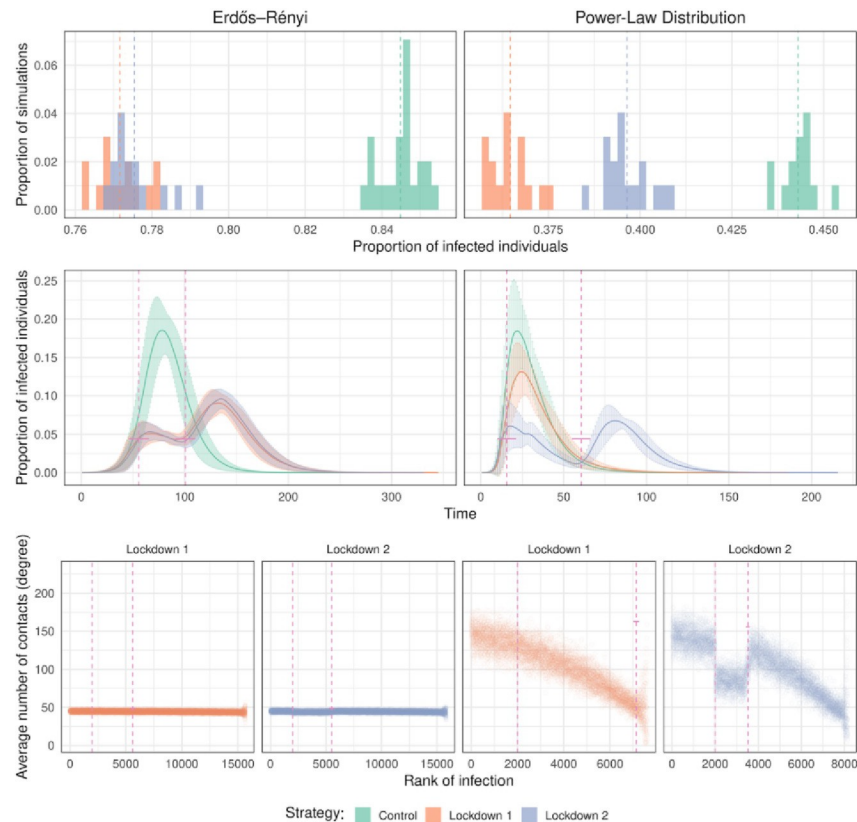 Erdős–Rényi
Power-Law Distribution
Proportion of simulations
0.06
0.04
0.02
0.00
0.76 0.78 0.80 0.82 0.84
0.375 0.400 0.425 0.450
Proportion of infected individuals
Proportion of infected individuals
0.25
0.20
0.15
0.10
0.05
0.00
0 100 200 300
0 50 100 150 200
Time
Lockdown 1
Lockdown 2
Lockdown 1
Lockdown 2
Average number of contacts (degree)
200
150
100
50
0
0 5000 10000 15000
0 5000 10000 15000
0 2000 4000 6000
0 2000 4000 6000 8000
Rank of infection
Strategy: Control Lockdown 1 Lockdown 2